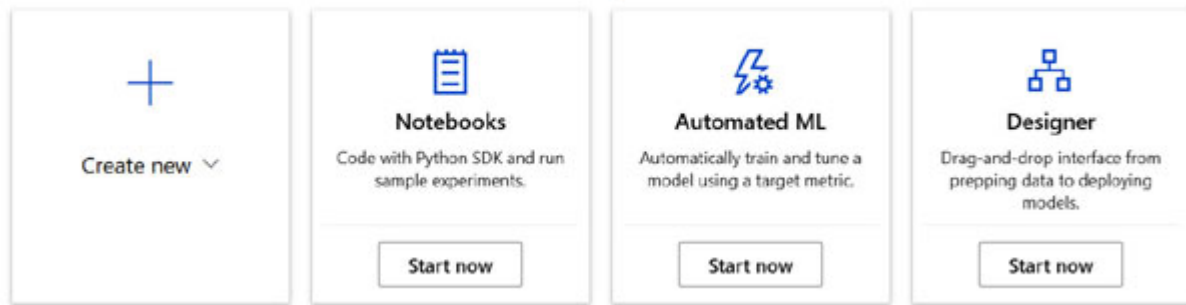 Create new
Notebooks
Code with Python SDK and run
sample experiments.
Start now
Automated ML
Automatically train and tune a
model using a target metric.
Start now
Designer
Drag-and-drop interface from
prepping data to deploying
models.
Start now